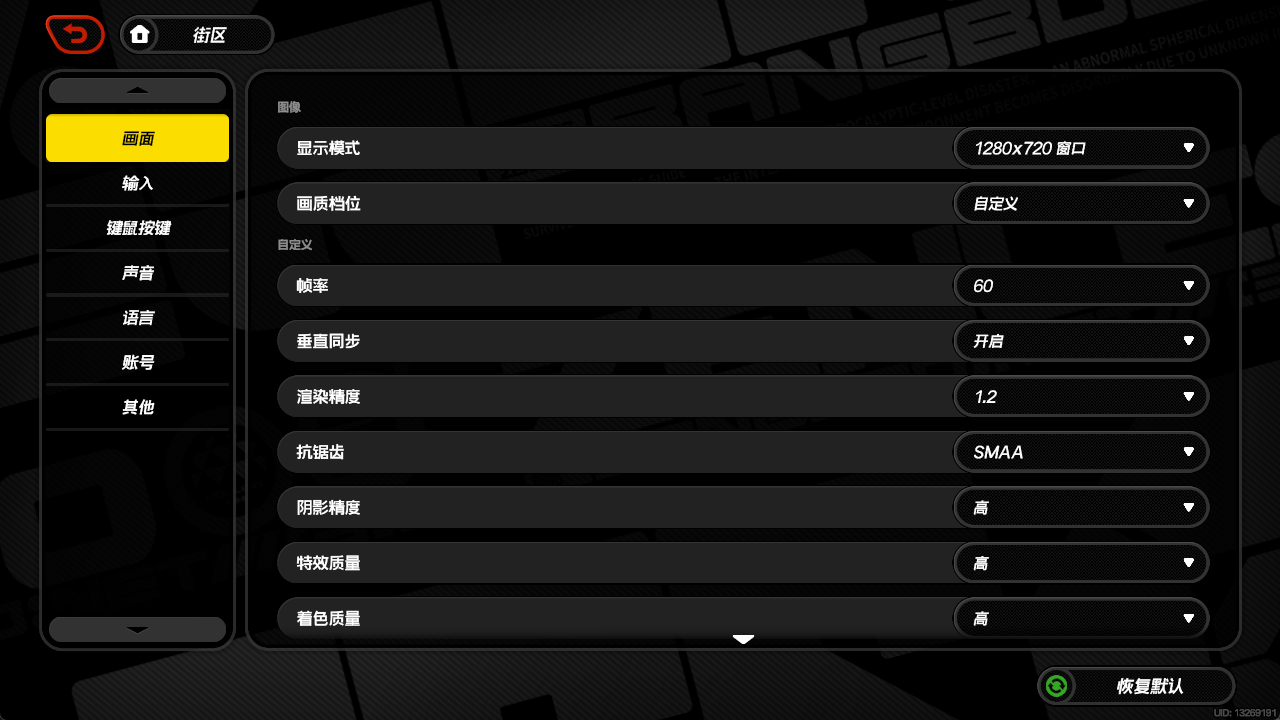 街区
画面
输入
键鼠按键
声音
语言
账号
其他
图像
显示模式
1280x720 窗口
画质档位
自定义
自定义
帧率
60
垂直同步
开启
渲染精度
1.2
抗锯齿
SMAA
阴影精度
高
特效质量
高
着色质量
高
恢复默认
UID: 13269191